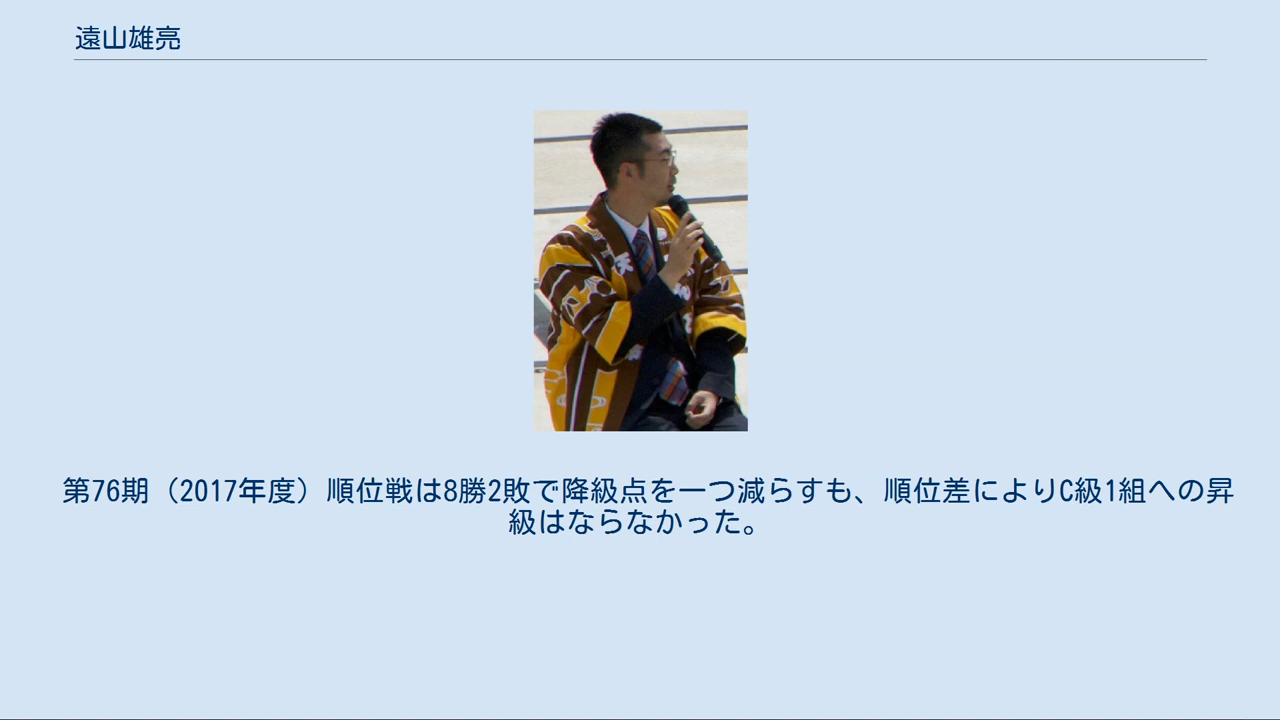 遠山雄亮
天
第76期（2017年度）順位戦は8勝2敗で降級点を一つ減らすも、順位差によりC級1組への昇
級はならなかった。